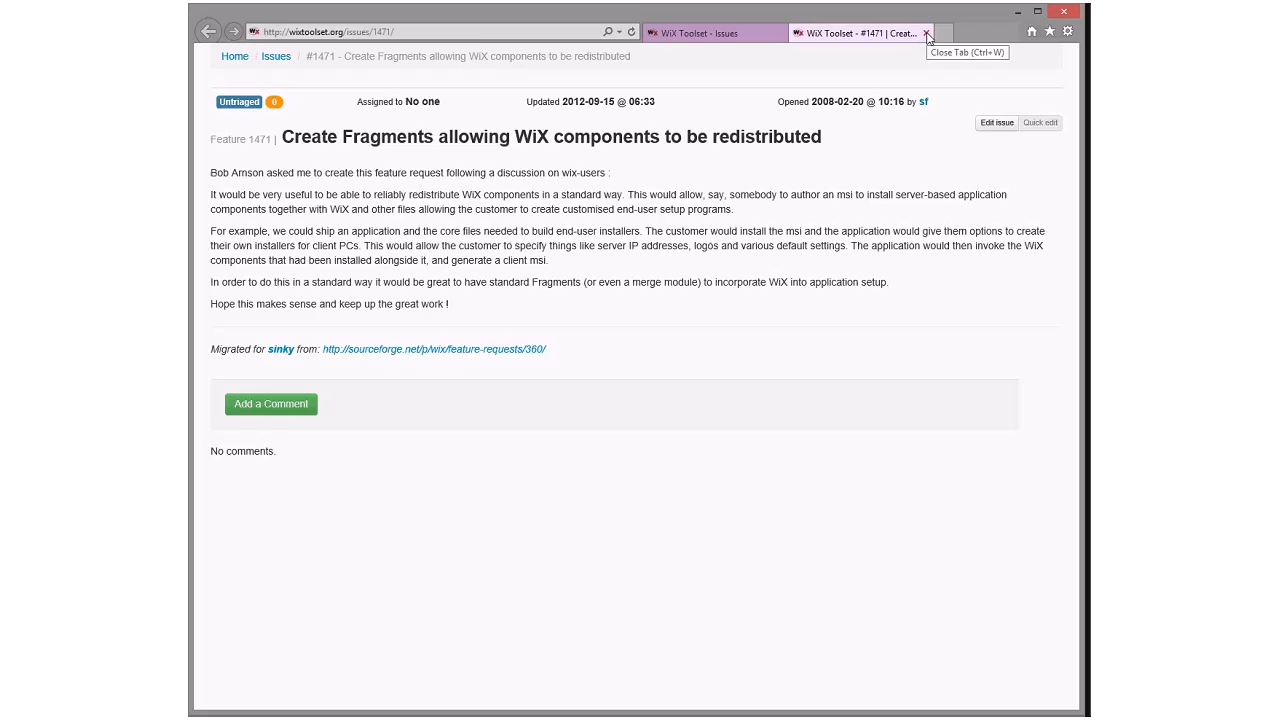 http://wixtoolset.org/issues/1471/
WiX Toolset - Issues
WiX Toolset - #1471 | Creat...
Close Tab (Ctrl+W)
Home / Issues / #1471 - Create Fragments allowing WiX components to be redistributed
Untriaged 0 Assigned to No one Updated 2012-09-15 @ 06:33 Opened 2008-02-20 @ 10:16 by sf
Edit issue Quick edit
Feature 1471 | Create Fragments allowing WiX components to be redistributed
Bob Arnson asked me to create this feature request following a discussion on wix-users :
It would be very useful to be able to reliably redistribute WiX components in a standard way. This would allow, say, somebody to author an msi to install server-based application
components together with WiX and other files allowing the customer to create customised end-user setup programs.
For example, we could ship an application and the core files needed to build end-user installers. The customer would install the msi and the application would give them options to create
their own installers for client PCs. This would allow the customer to specify things like server IP addresses, logos and various default settings. The application would then invoke the WiX
components that had been installed alongside it, and generate a client msi.
In order to do this in a standard way it would be great to have standard Fragments (or even a merge module) to incorporate WiX into application setup.
Hope this makes sense and keep up the great work !
Migrated for sinky from: http://sourceforge.net/p/wix/feature-requests/360/
Add a Comment
No comments.